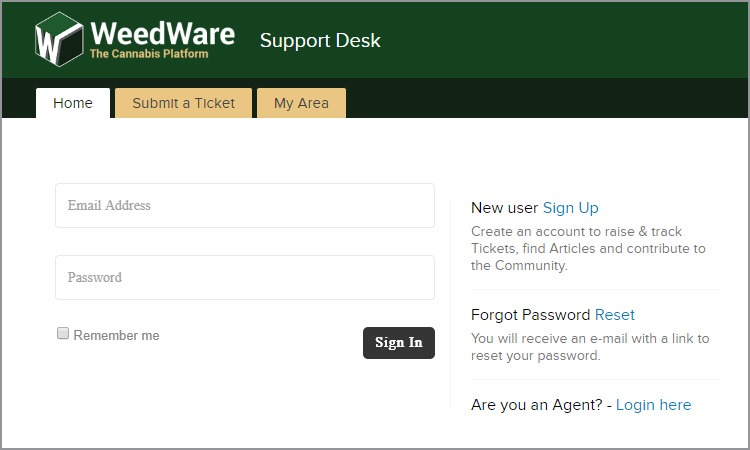 WeedWare
The Cannabis Platform
Support Desk
Home
Submit a Ticket
My Area
Email Address
Password
Remember me
Sign In
New user Sign Up
Create an account to raise & track
Tickets, find Articles and contribute to
the Community.
Forgot Password Reset
You will receive an e-mail with a link to
reset your password.
Are you an Agent? - Login here